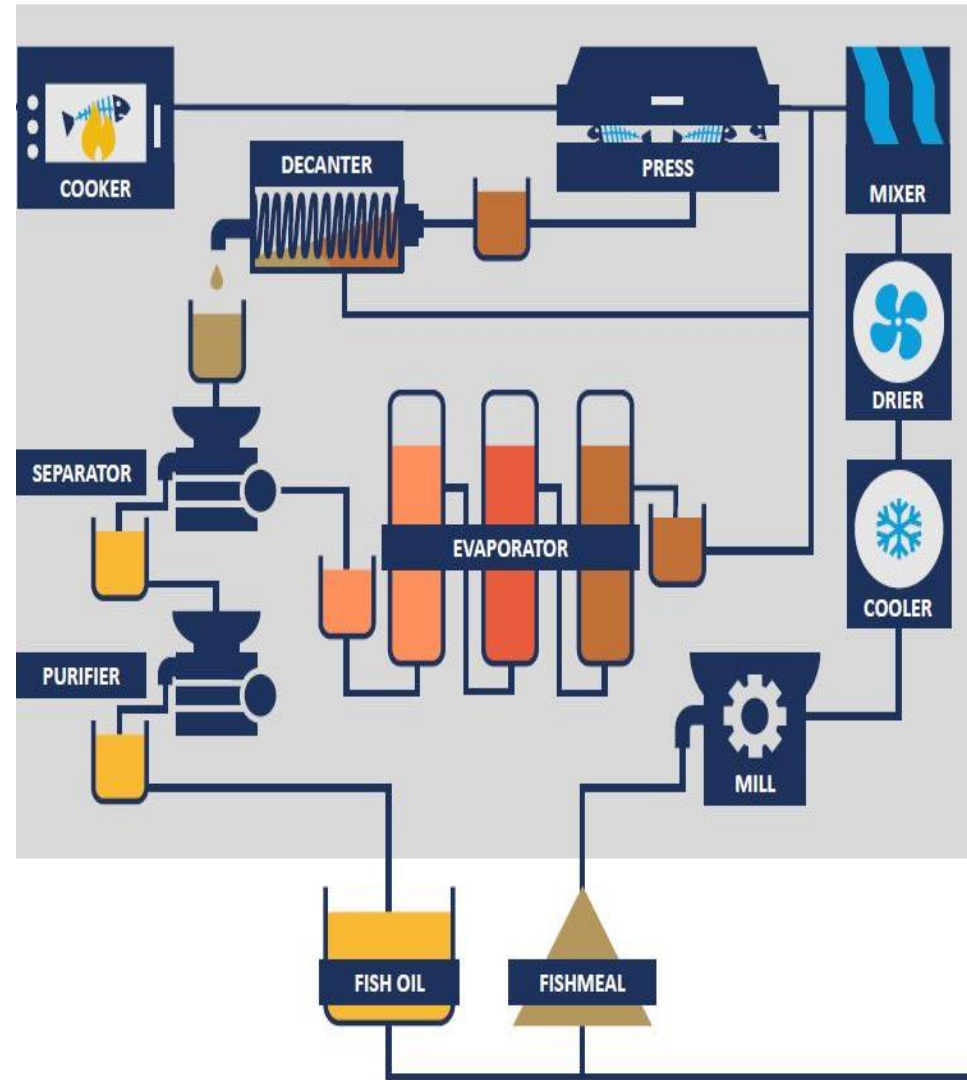 COOKER
DECANTER
PRESS
MIXER
DRIER
SEPARATOR
EVAPORATOR
COOLER
PURIFIER
MILL
FISH OIL
FISHMEAL